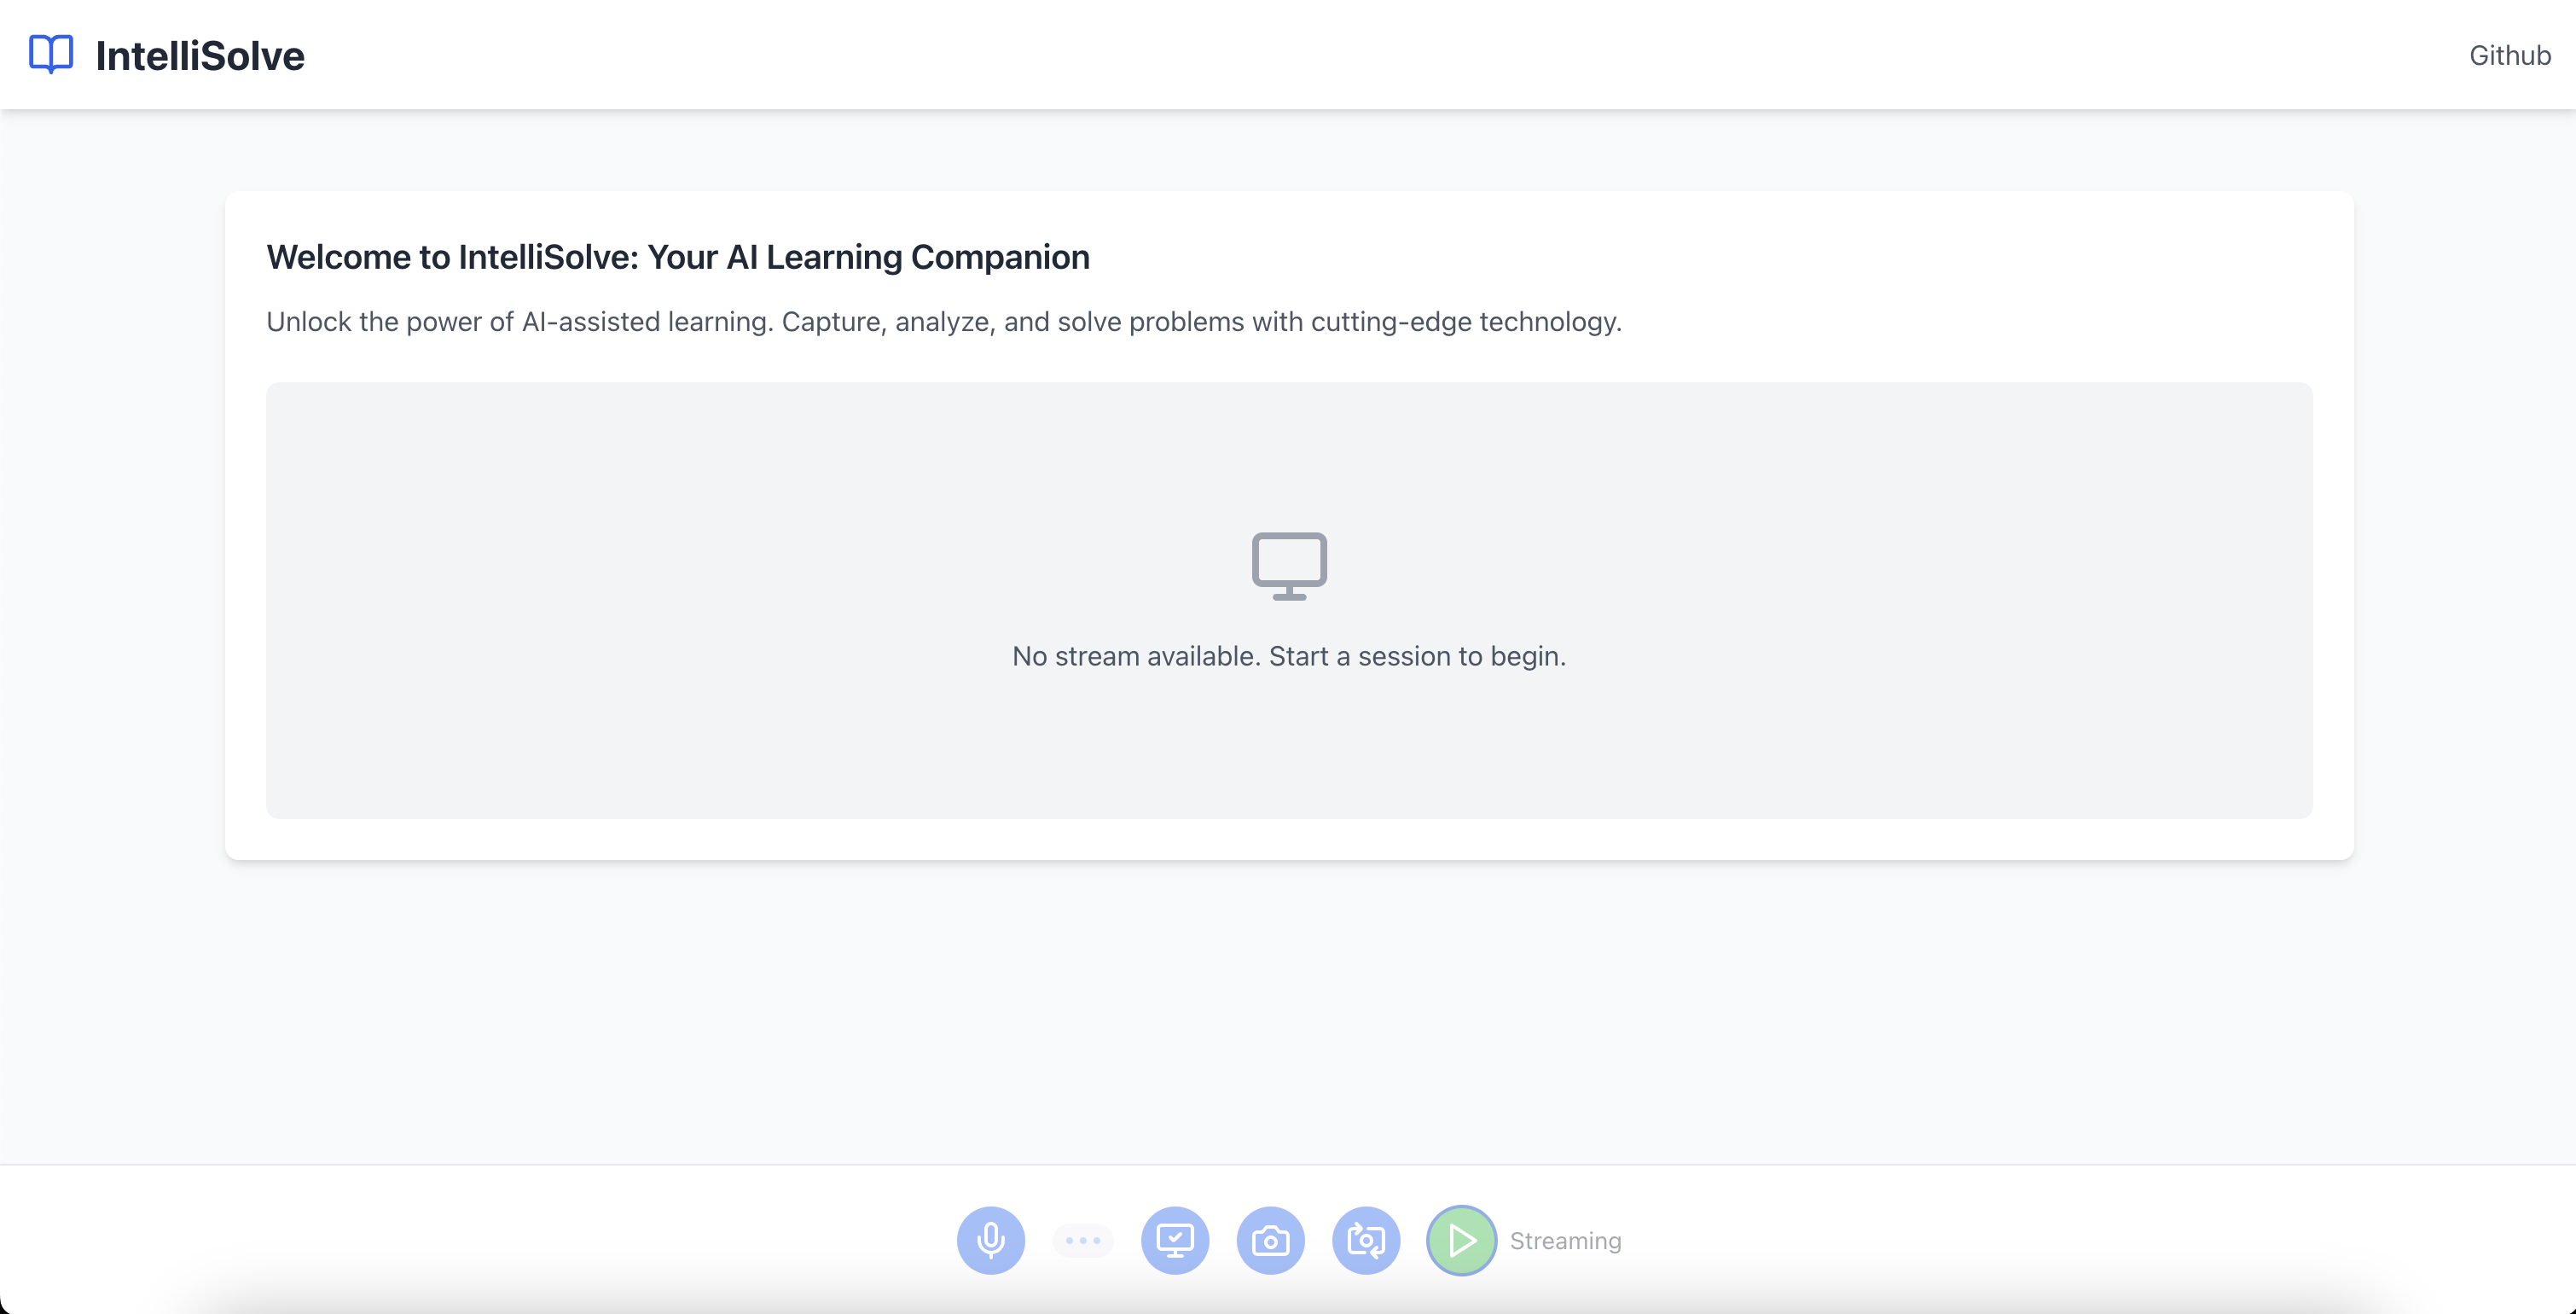 IntelliSolve
Github
Welcome to IntelliSolve: Your AI Learning Companion
Unlock the power of AI-assisted learning. Capture, analyze, and solve problems with cutting-edge technology.
No stream available. Start a session to begin.
Streaming